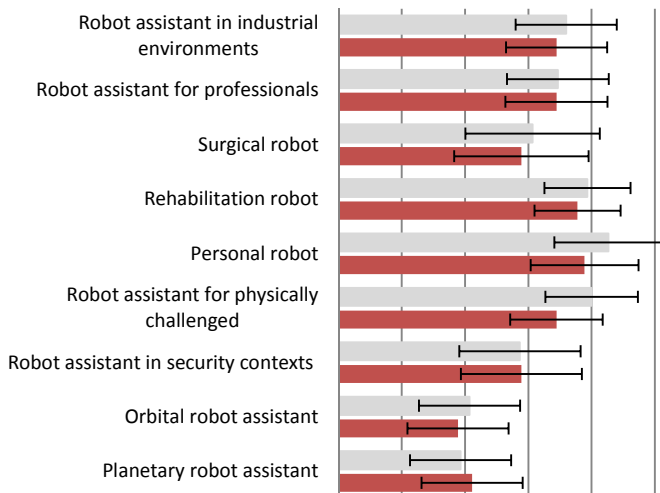 Robot assistant in industrial
environments
Robot assistant for professionals
Surgical robot
Rehabilitation robot
Personal robot
Robot assistant for physically
challenged
Robot assistant in security contexts
Orbital robot assistant
Planetary robot assistant